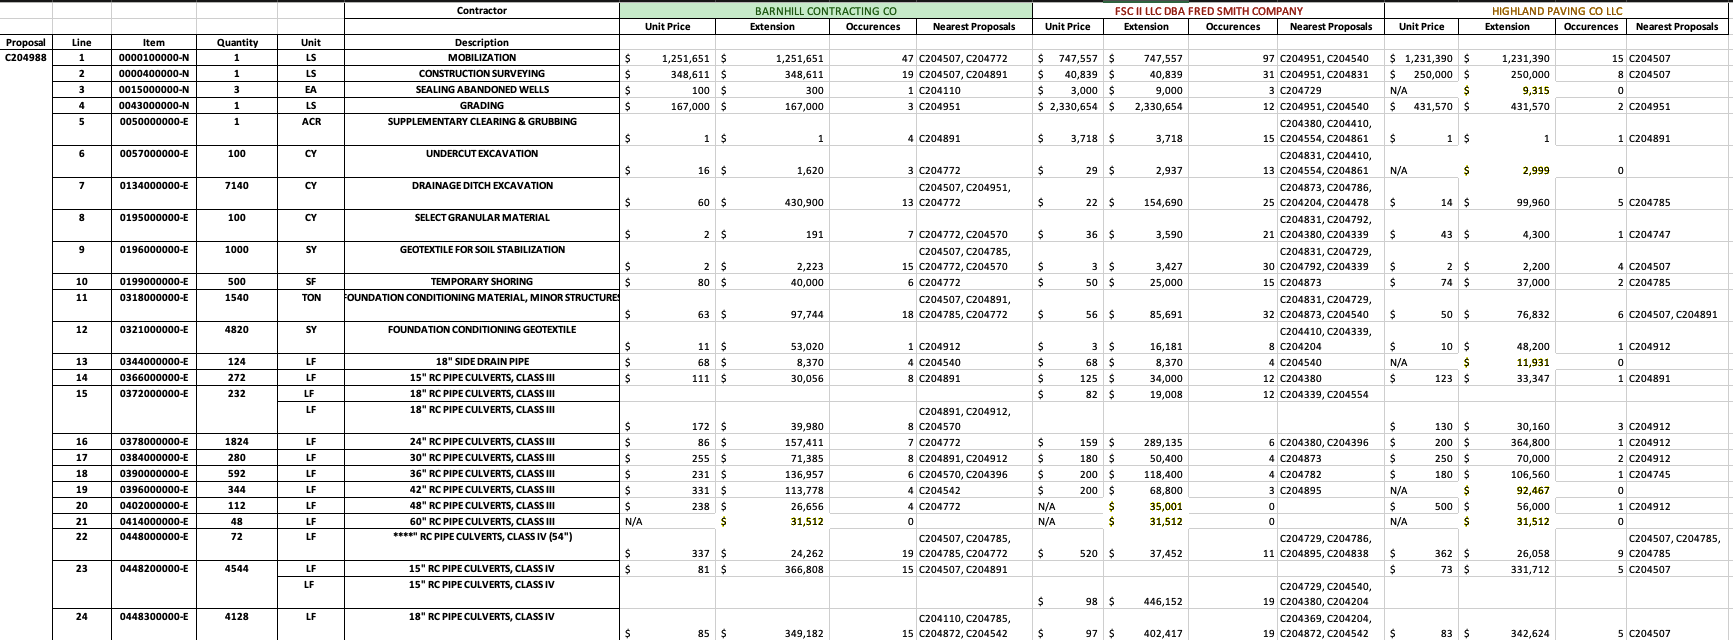 Contractor BARNHILL CONTRACTING CO FSC II LLC DBA FRED SMITH COMPANY HIGHLAND PAVING CO LLC
Unit Price Extension Occurences Nearest Proposals Unit Price Extension Occurences Nearest Proposals Unit Price Extension Occurences Nearest Proposals
Proposal Line Item Quantity Unit Description
C204988 1 0000100000-N 1 LS MOBILIZATION $ 1,251,651 $ 1,251,651 47 C204507, C204772 $ 747,557 $ 747,557 97 C204951, C204540 $ 1,231,390 $ 1,231,390 15 C204507
2 0000400000-N 1 LS CONSTRUCTION SURVEYING $ 348,611 $ 348,611 19 C204507, C204891 $ 40,839 $ 40,839 31 C204951, C204831 $ 250,000 $ 250,000 8 C204507
3 0015000000-N 3 EA SEALING ABANDONED WELLS $ 100 $ 300 1 C204110 $ 3,000 $ 9,000 3 C204729 N/A $ 9,315 0
4 0043000000-N 1 LS GRADING $ 167,000 $ 167,000 3 C204951 $ 2,330,654 $ 2,330,654 12 C204951, C204540 $ 431,570 $ 431,570 2 C204951
5 0050000000-E 1 ACR SUPPLEMENTARY CLEARING & GRUBBING C204380, C204410,
$ 1 $ 1 4 C204891 $ 3,718 $ 3,718 15 C204554, C204861 $ 1 $ 1 1 C204891
6 0057000000-E 100 CY UNDERCUT EXCAVATION C204831, C204410,
$ 16 $ 1,620 3 C204772 $ 29 $ 2,937 13 C204554, C204861 N/A $ 2,999 0
7 0134000000-E 7140 CY DRAINAGE DITCH EXCAVATION C204507, C204951, C204873, C204786,
$ 60 $ 430,900 13 C204772 $ 22 $ 154,690 25 C204204, C204478 $ 14 $ 99,960 5 C204785
8 0195000000-E 100 CY SELECT GRANULAR MATERIAL C204831, C204792,
$ 2 $ 191 7 C204772, C204570 $ 36 $ 3,590 21 C204380, C204339 $ 43 $ 4,300 1 C204747
9 0196000000-E 1000 SY GEOTEXTILE FOR SOIL STABILIZATION C204507, C204785, C204831, C204729,
$ 2 $ 2,223 15 C204772, C204570 $ 3 $ 3,427 30 C204792, C204339 $ 2 $ 2,200 4 C204507
10 0199000000-E 500 SF TEMPORARY SHORING $ 80 $ 40,000 6 C204772 $ 50 $ 25,000 15 C204873 $ 74 $ 37,000 2 C204785
11 0318000000-E 1540 TON FOUNDATION CONDITIONING MATERIAL, MINOR STRUCTURES C204507, C204891, C204831, C204729,
$ 63 $ 97,744 18 C204785, C204772 $ 56 $ 85,691 32 C204873, C204540 $ 50 $ 76,832 6 C204507, C204891
12 0321000000-E 4820 SY FOUNDATION CONDITIONING GEOTEXTILE C204410, C204339,
$ 11 $ 53,020 1 C204912 $ 3 $ 16,181 8 C204204 $ 10 $ 48,200 1 C204912
13 0344000000-E 124 LF 18" SIDE DRAIN PIPE $ 68 $ 8,370 4 C204540 $ 68 $ 8,370 4 C204540 N/A $ 11,931 0
14 0366000000-E 272 LF 15" RC PIPE CULVERTS, CLASS III $ 111 $ 30,056 8 C204891 $ 125 $ 34,000 12 C204380 $ 123 $ 33,347 1 C204891
15 0372000000-E 232 LF 18" RC PIPE CULVERTS, CLASS III $ 82 $ 19,008 12 C204339, C204554
LF 18" RC PIPE CULVERTS, CLASS III C204891, C204912,
$ 172 $ 39,980 8 C204570 $ 130 $ 30,160 3 C204912
16 0378000000-E 1824 LF 24" RC PIPE CULVERTS, CLASS III $ 86 $ 157,411 7 C204772 $ 159 $ 289,135 6 C204380, C204396 $ 200 $ 364,800 1 C204912
17 0384000000-E 280 LF 30" RC PIPE CULVERTS, CLASS III $ 255 $ 71,385 8 C204891, C204912 $ 180 $ 50,400 4 C204873 $ 250 $ 70,000 2 C204912
18 0390000000-E 592 LF 36" RC PIPE CULVERTS, CLASS III $ 231 $ 136,957 6 C204570, C204396 $ 200 $ 118,400 4 C204782 $ 180 $ 106,560 1 C204745
19 0396000000-E 344 LF 42" RC PIPE CULVERTS, CLASS III $ 331 $ 113,778 4 C204542 $ 200 $ 68,800 3 C204895 N/A $ 92,467 0
20 0402000000-E 112 LF 48" RC PIPE CULVERTS, CLASS III $ 238 $ 26,656 4 C204772 N/A $ 35,001 0 $ 500 $ 56,000 1 C204912
21 0414000000-E 48 LF 60" RC PIPE CULVERTS, CLASS III N/A $ 31,512 0 N/A $ 31,512 0 N/A $ 31,512 0
22 0448000000-E 72 LF ****" RC PIPE CULVERTS, CLASS IV (54") C204507, C204785, C204729, C204786, C204507, C204785,
$ 337 $ 24,262 19 C204785, C204772 $ 520 $ 37,452 11 C204895, C204838 $ 362 $ 26,058 9 C204785
23 0448200000-E 4544 LF 15" RC PIPE CULVERTS, CLASS IV $ 81 $ 366,808 15 C204507, C204891 $ 73 $ 331,712 5 C204507
LF 15" RC PIPE CULVERTS, CLASS IV C204729, C204540,
$ 98 $ 446,152 19 C204380, C204204
24 0448300000-E 4128 LF 18" RC PIPE CULVERTS, CLASS IV C204110, C204785, C204369, C204204,
$ 85 $ 349,182 15 C204872, C204542 $ 97 $ 402,417 19 C204872, C204542 $ 83 $ 342,624 5 C204507